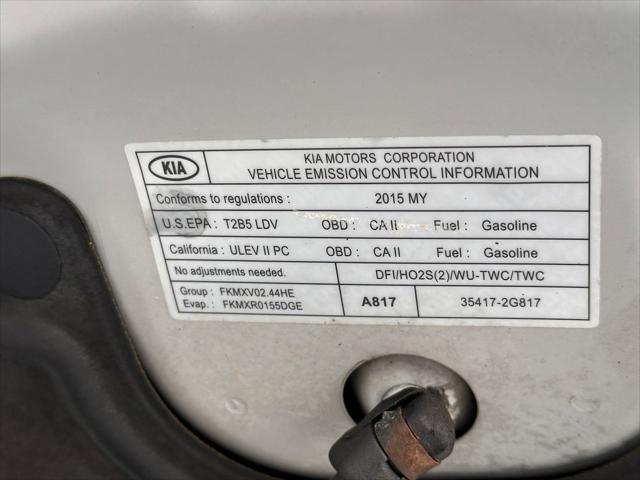 KIA
KIA MOTORS CORPORATION
VEHICLE EMISSION CONTROL INFORMATION
Conforms to regulations : 2015 MY
U.S.EPA : T2B5 LDV OBD : CA II Fuel : Gasoline
California : ULEV II PC OBD : CA II Fuel : Gasoline
No adjustments needed. DFI/HO2S(2)/WU-TWC/TWC
Group : FKMXV02.44HE
Evap. : FKMXR0155DGE
A817 35417-2G817